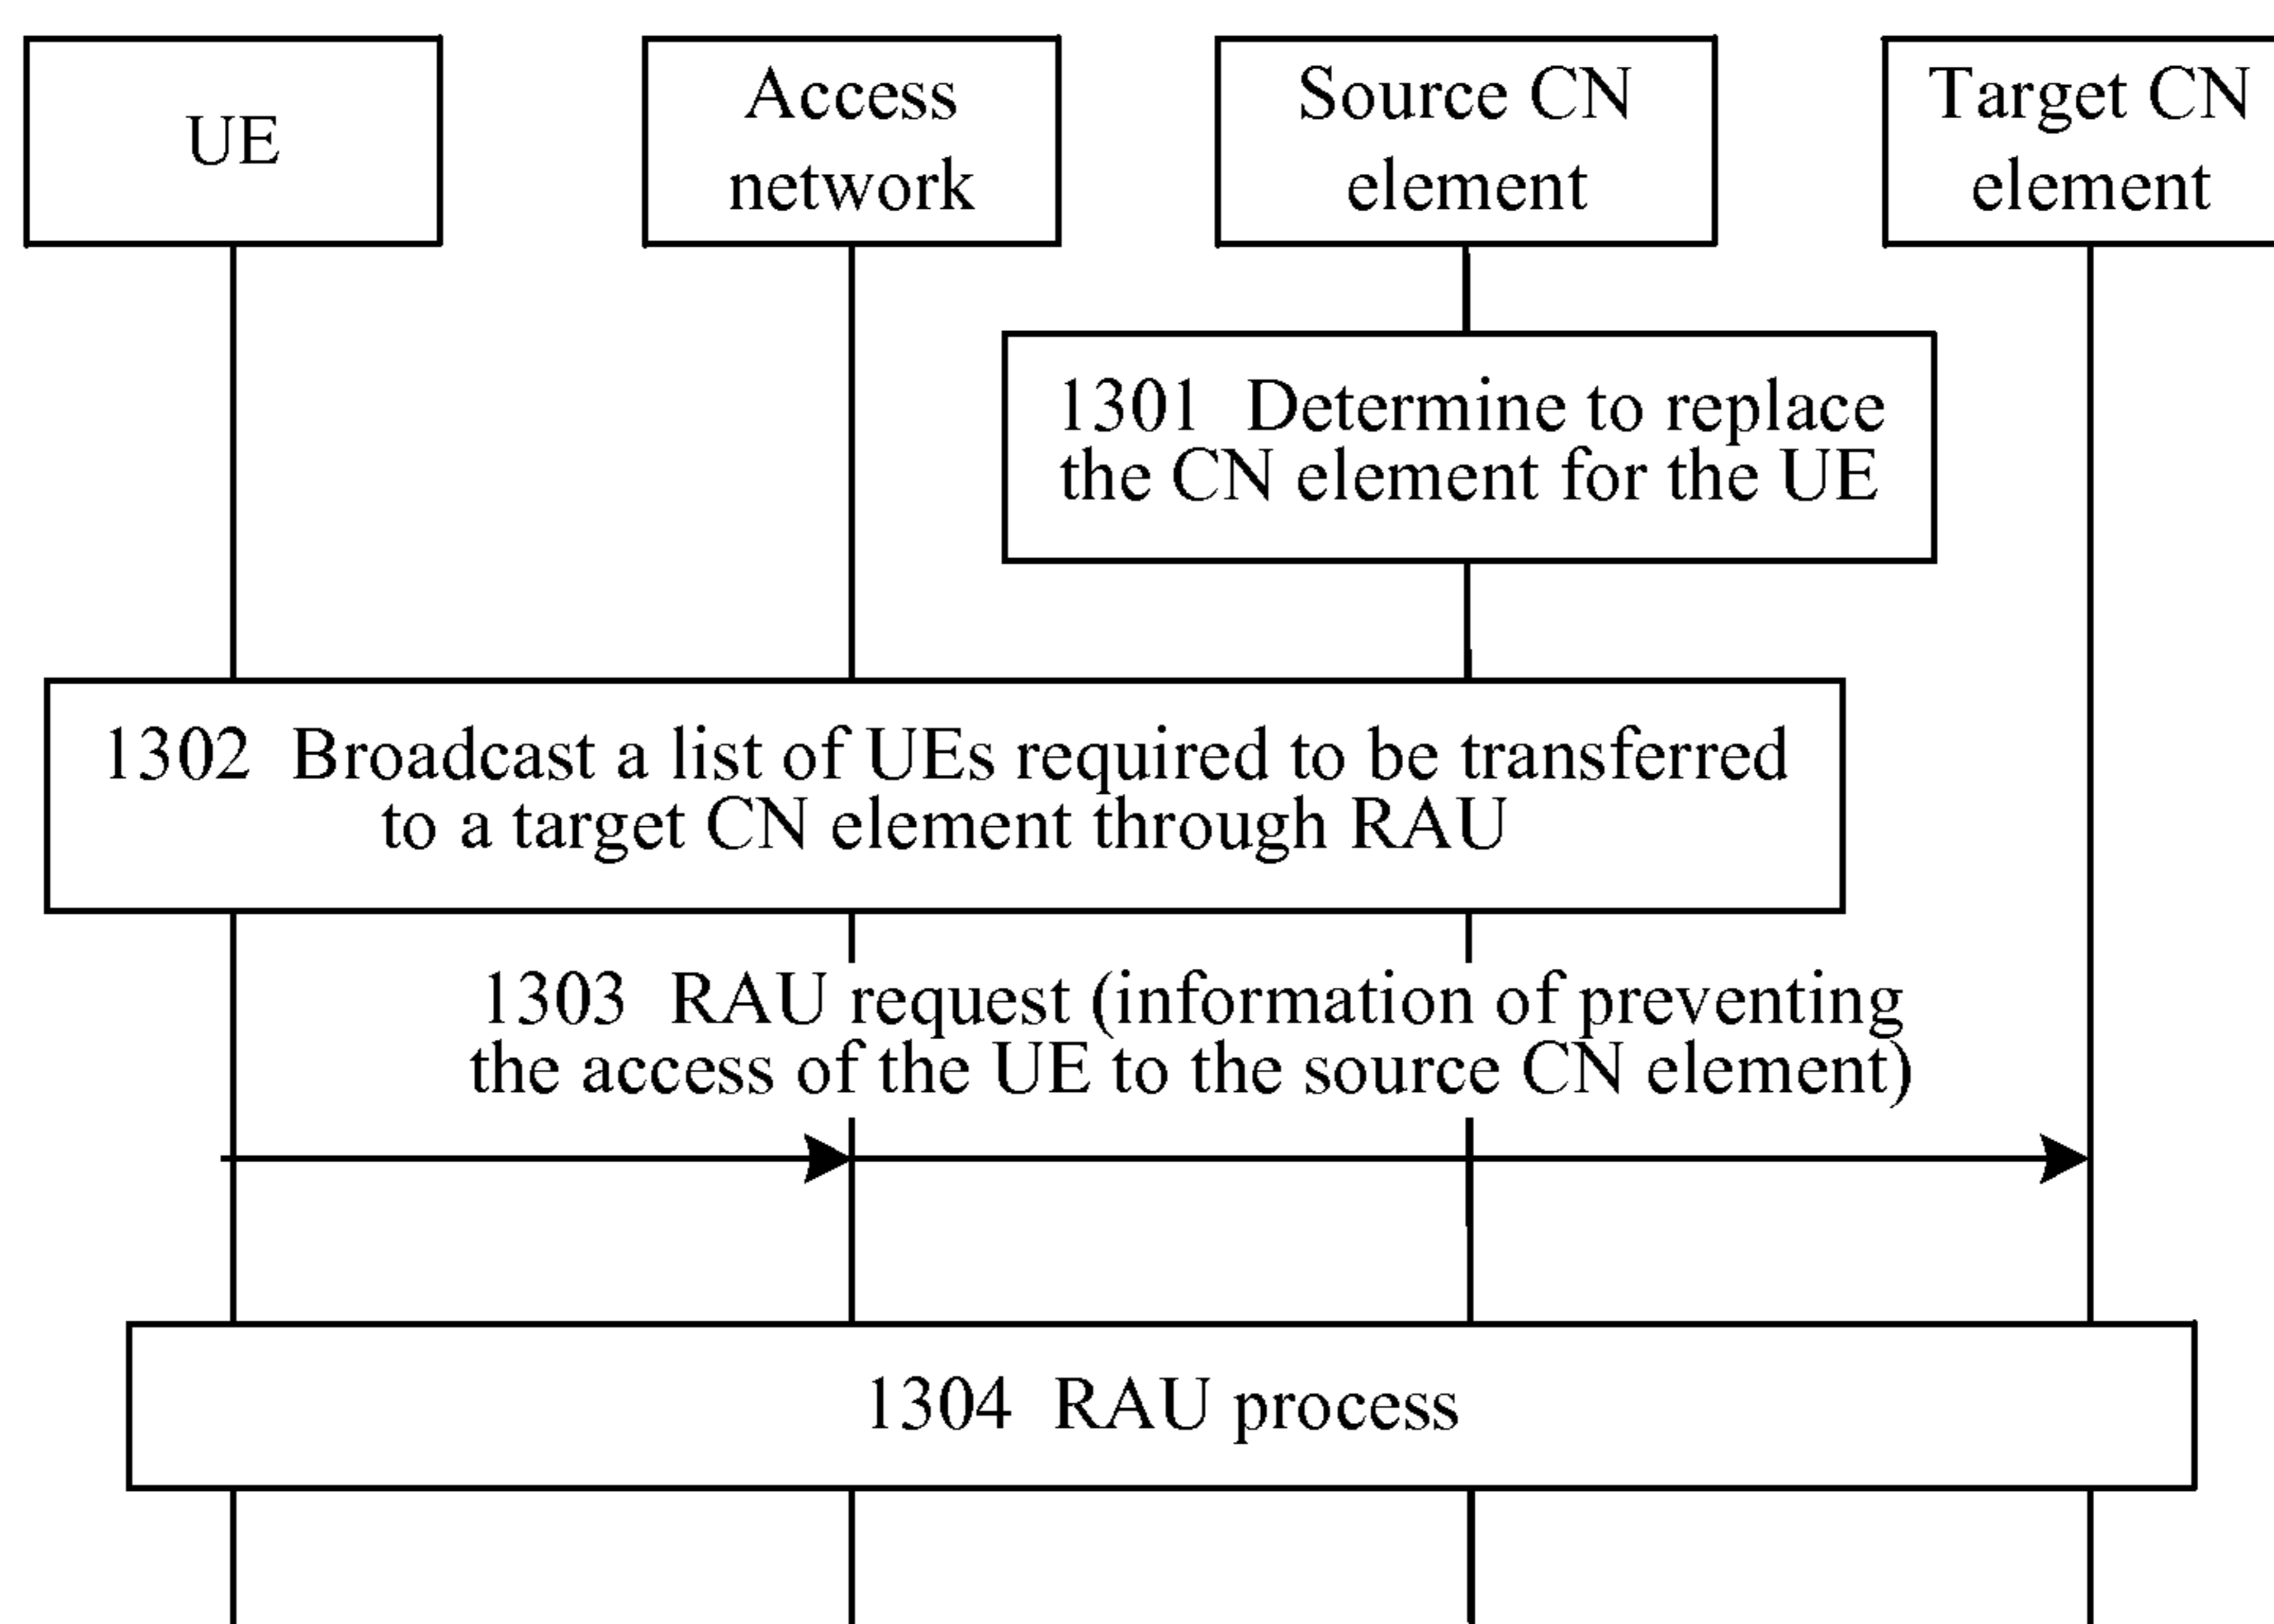 UE
Access
network
Source CN
element
Target CN
element
1301 Determine to replace
the CN element for the UE
1302 Broadcast a list of UEs required to be transferred
to a target CN element through RAU
1303 RAU request (information of preventing
the access of the UE to the source CN element)
1304 RAU process